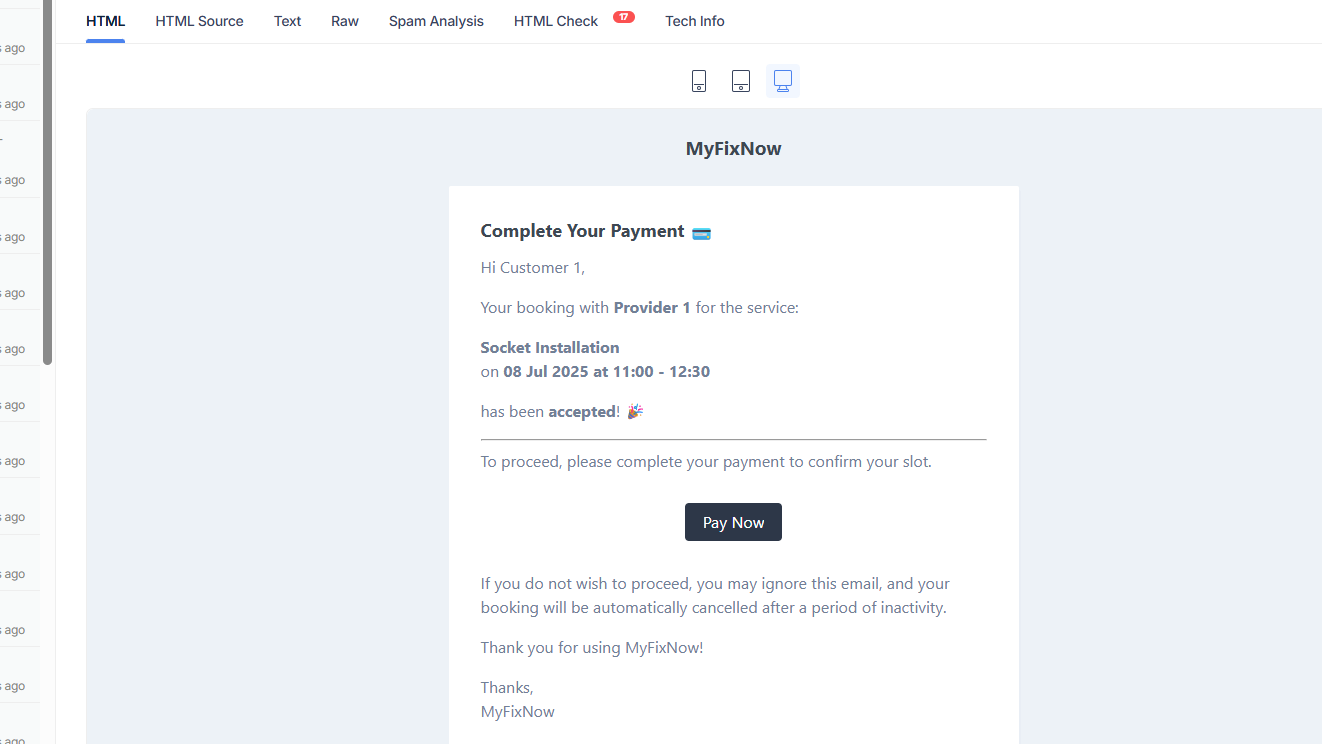 HTML HTML Source Text Raw Spam Analysis HTML Check 17 Tech Info
s ago
s ago
s ago
s ago
s ago
s ago
s ago
s ago
s ago
s ago
s ago
s ago
s ago
MyFixNow
Complete Your Payment 💳
Hi Customer 1,
Your booking with Provider 1 for the service:
Socket Installation
on 08 Jul 2025 at 11:00 - 12:30
has been accepted! 🎉
To proceed, please complete your payment to confirm your slot.
Pay Now
If you do not wish to proceed, you may ignore this email, and your
booking will be automatically cancelled after a period of inactivity.
Thank you for using MyFixNow!
Thanks,
MyFixNow